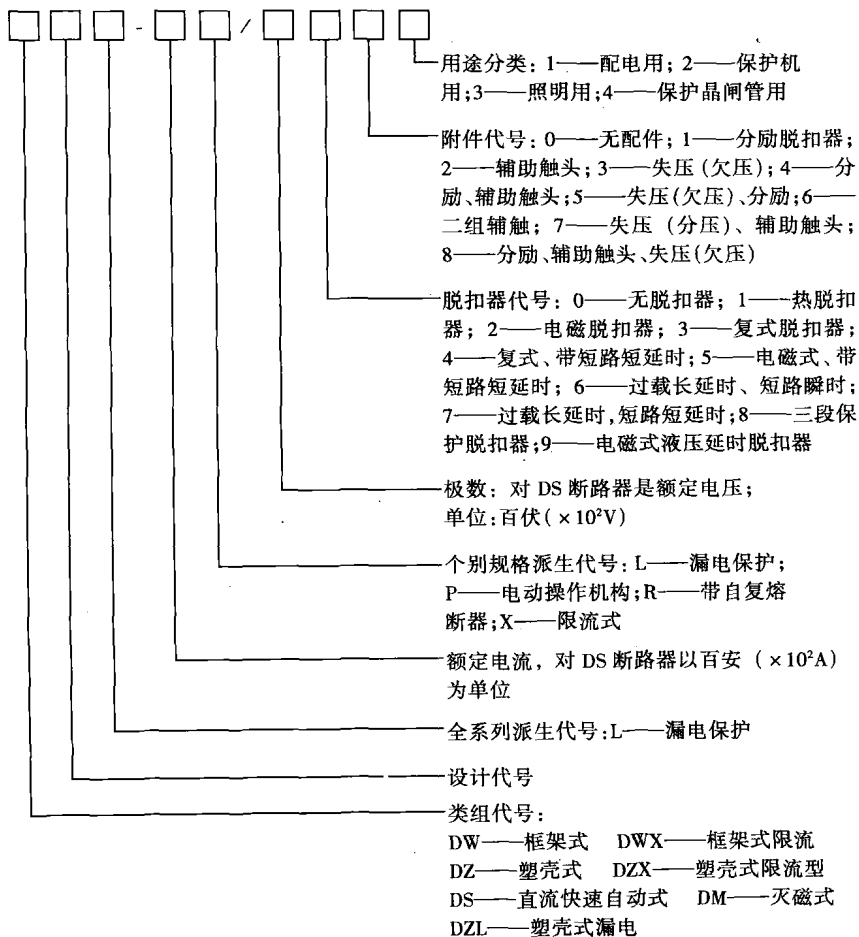 - /
用途分类: 1——配电用; 2——保护机
用;3——照明用;4——保护晶闸管用
附件代号: 0——无配件; 1——分励脱扣器;
2——辅助触头; 3——失压(欠压); 4——分
励、辅助触头;5——失压(欠压)、分励;6——
二组辅触; 7——失压 (分压)、辅助触头;
8——分励、辅助触头、失压(欠压)
脱扣器代号: 0——无脱扣器; 1——热脱扣
器; 2——电磁脱扣器; 3——复式脱扣器;
4——复式、带短路短延时; 5——电磁式、带
短路短延时; 6——过载长延时、短路瞬时;
7——过载长延时,短路短延时;8——三段保
护脱扣器;9——电磁式液压延时脱扣器
极数: 对 DS 断路器是额定电压;
单位:百伏(×10²V)
个别规格派生代号: L——漏电保护;
P——电动操作机构;R——带自复熔
断器;X——限流式
额定电流, 对 DS 断路器以百安 (×10²A)
为单位
全系列派生代号:L——漏电保护
设计代号
类组代号:
DW——框架式 DWX——框架式限流
DZ——塑壳式 DZX——塑壳式限流型
DS——直流快速自动式 DM——灭磁式
DZL——塑壳式漏电